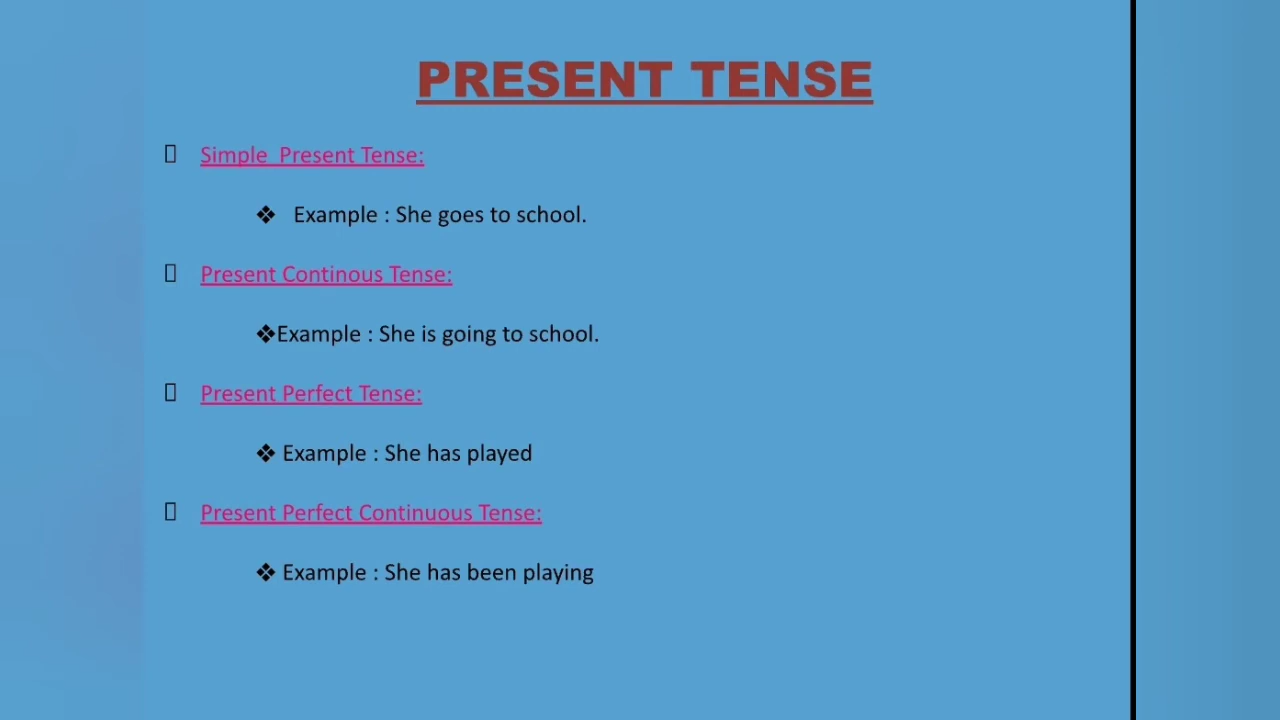 PRESENT TENSE
Simple  Present Tense:
❖ Example : She goes to school.
Present Continous Tense:
❖Example : She is going to school.
Present Perfect Tense:
❖ Example : She has played
Present Perfect Continuous Tense:
❖ Example : She has been playing